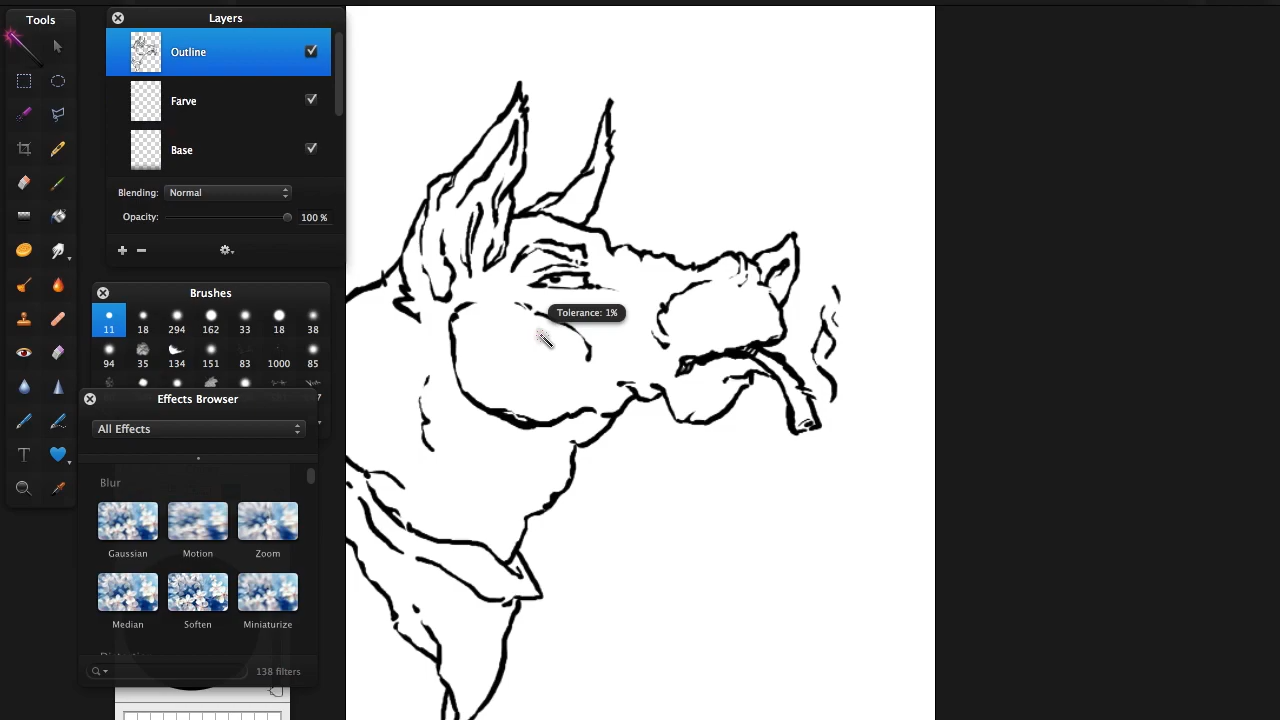 Tools
Layers
Outline
Farve
Base
Blending: Normal
Opacity: 100 %
Brushes
11 18 294 162 33 18 38
94 35 134 151 83 1000 85
Effects Browser
All Effects
Blur
Gaussian Motion Zoom
Median Soften Miniaturize
138 filters
Tolerance: 1%
T